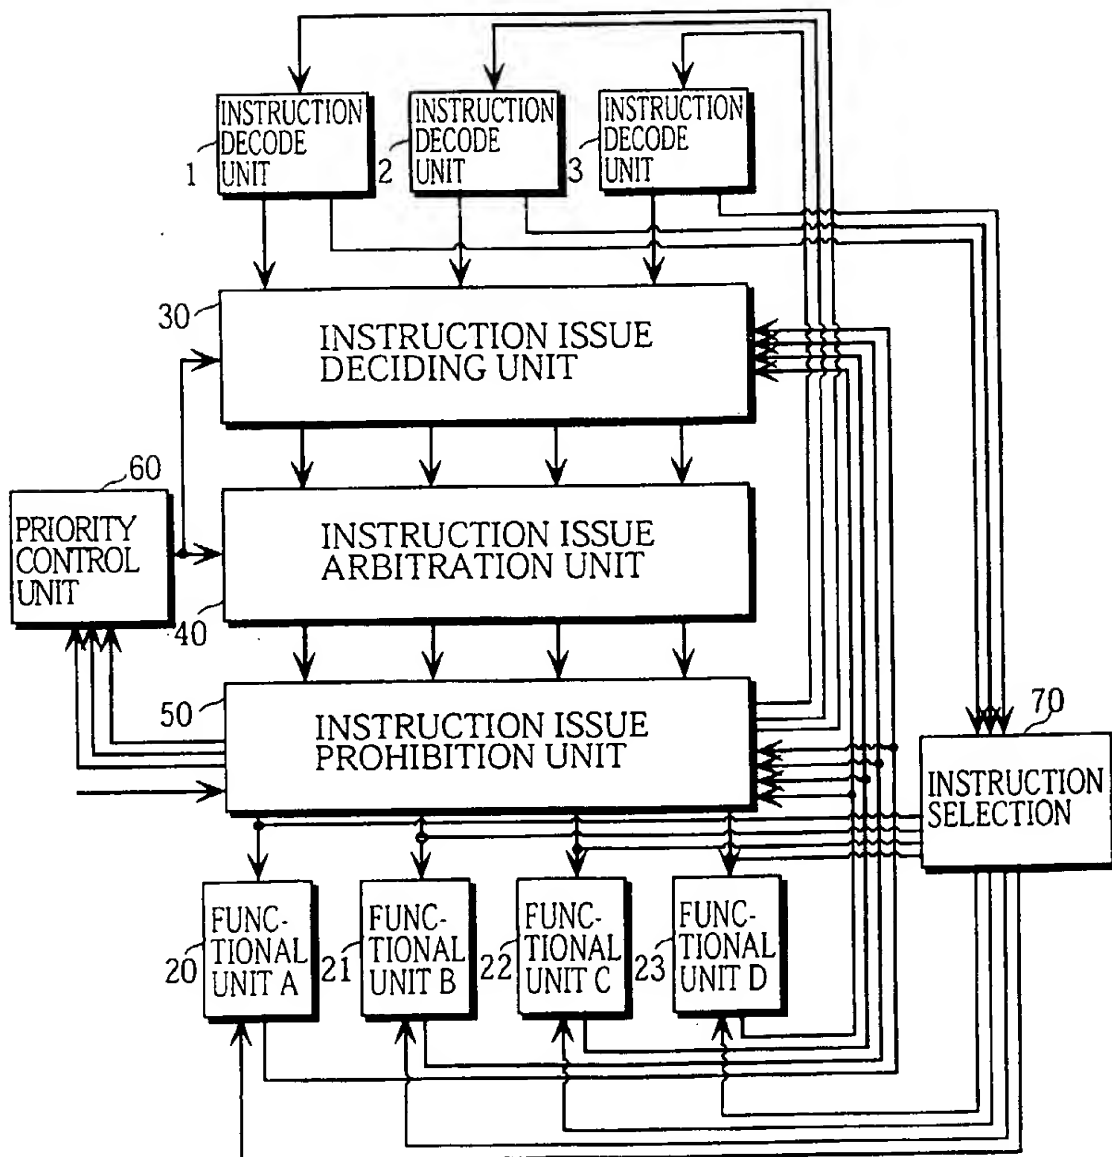 INSTRUCTION
DECODE
UNIT
1
INSTRUCTION
DECODE
UNIT
2
INSTRUCTION
DECODE
UNIT
3
30
INSTRUCTION ISSUE
DECIDING UNIT
60
PRIORITY
CONTROL
UNIT
INSTRUCTION ISSUE
ARBITRATION UNIT
40
50
INSTRUCTION ISSUE
PROHIBITION UNIT
70
INSTRUCTION
SELECTION
FUNC-
TIONAL
UNIT A
20
FUNC-
TIONAL
UNIT B
21
FUNC-
TIONAL
UNIT C
22
FUNC-
TIONAL
UNIT D
23